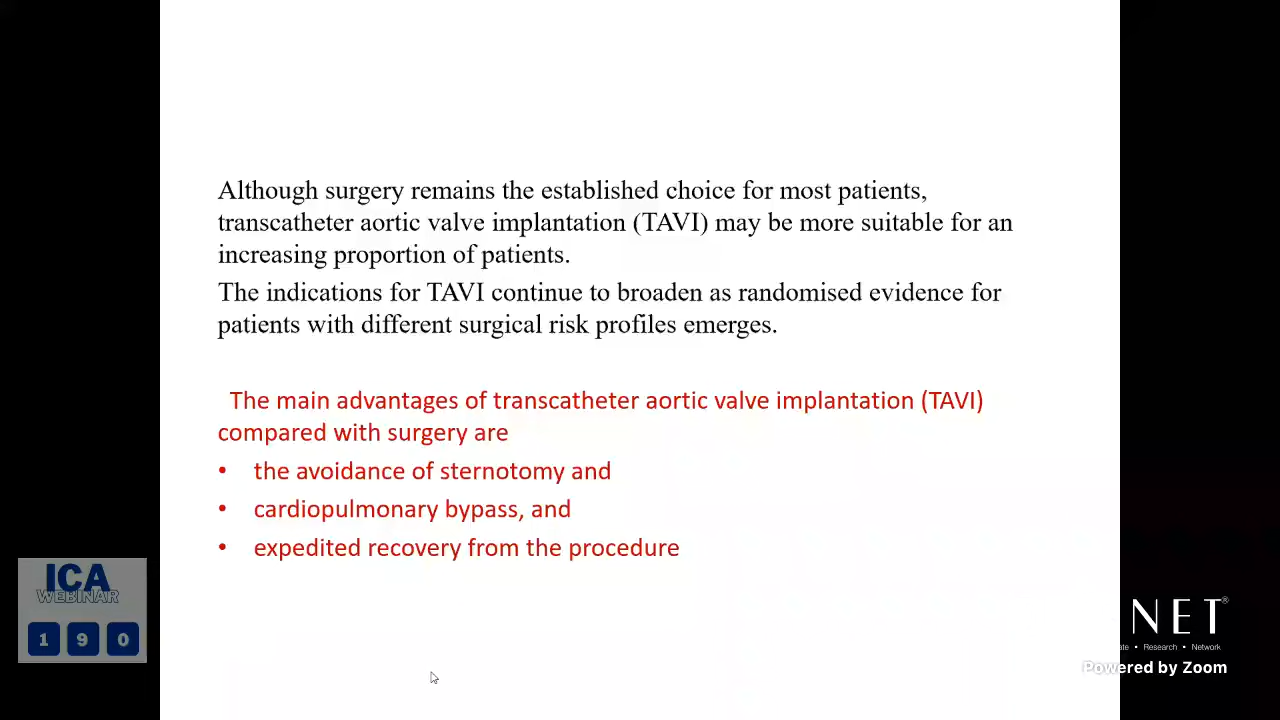 Although surgery remains the established choice for most patients,
transcatheter aortic valve implantation (TAVI) may be more suitable for an
increasing proportion of patients.
The indications for TAVI continue to broaden as randomised evidence for
patients with different surgical risk profiles emerges.
The main advantages of transcatheter aortic valve implantation (TAVI)
compared with surgery are
• the avoidance of sternotomy and
• cardiopulmonary bypass, and
• expedited recovery from the procedure
ICA
WEBINAR
1 9 0
NET®
• Research • Network
Powered by Zoom